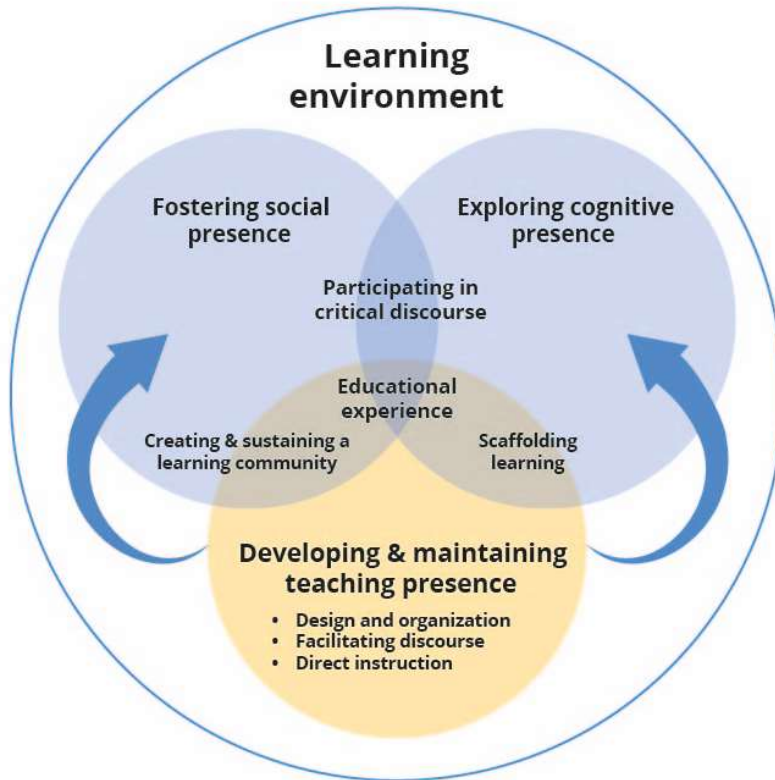 Learning
environment
Fostering social
presence
Exploring cognitive
presence
Participating in
critical discourse
Educational
experience
Creating & sustaining a
learning community
Scaffolding
learning
Developing & maintaining
teaching presence
• Design and organization
• Facilitating discourse
• Direct instruction